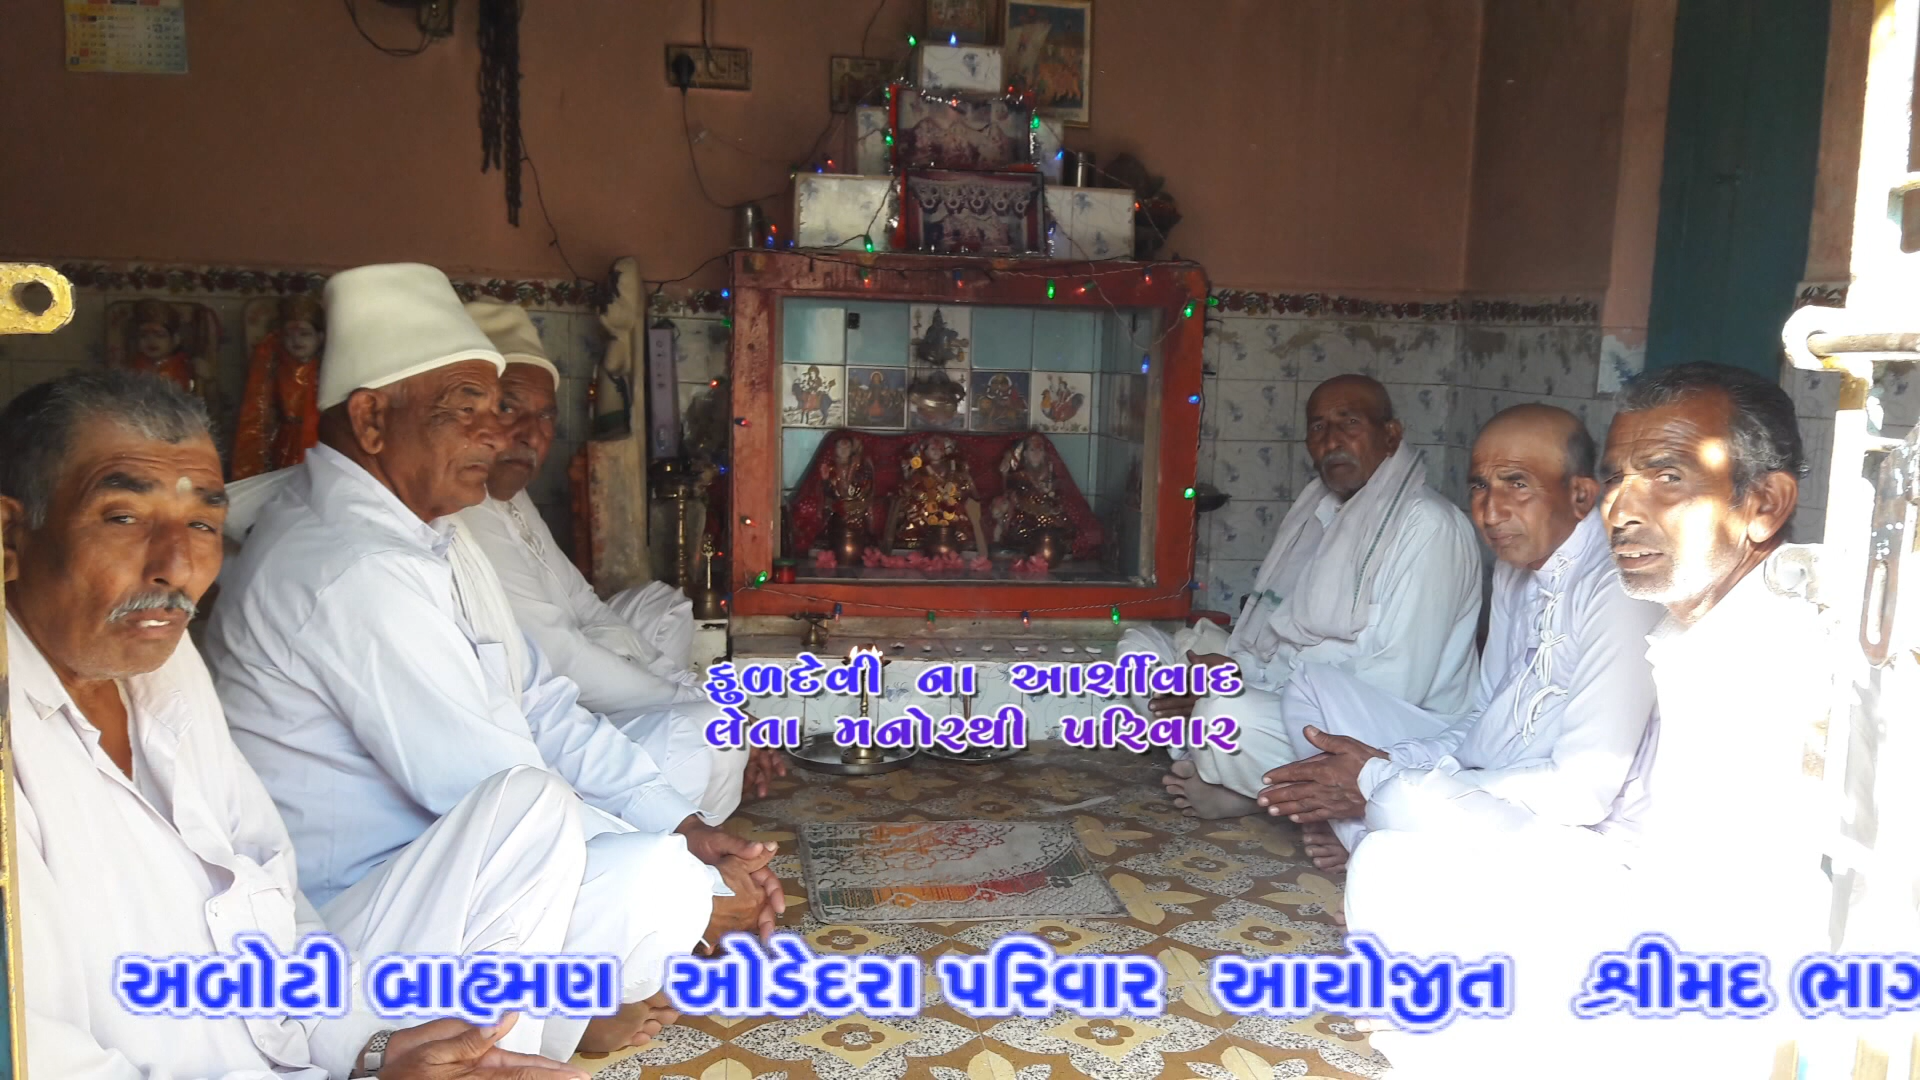 કુળદેવી ના આર્શીવાદ
લેતા મનોરથી પરિવાર
અબોટી બ્રાહ્મણ ઓડેદરા પરિવાર આયોજીત શ્રીમદ ભાગ